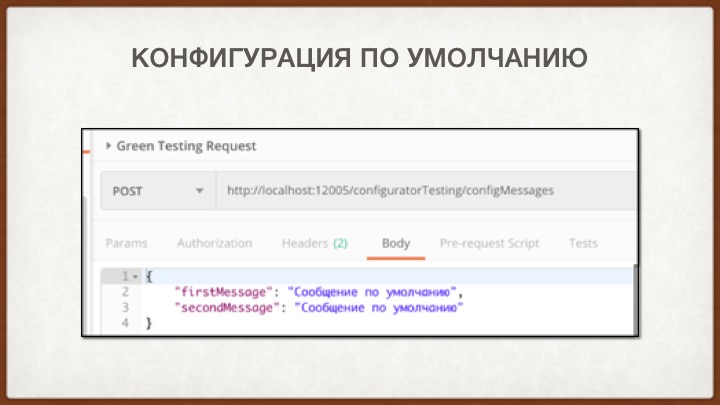 КОНФИГУРАЦИЯ ПО УМОЛЧАНИЮ
Green Testing Request
POST http://localhost:12005/configuratorTesting/configMessages
Params Authorization Headers (2) Body Pre-request Script Tests
1 {
2 "firstMessage": "Сообщение по умолчанию",
3 "secondMessage": "Сообщение по умолчанию"
4 }